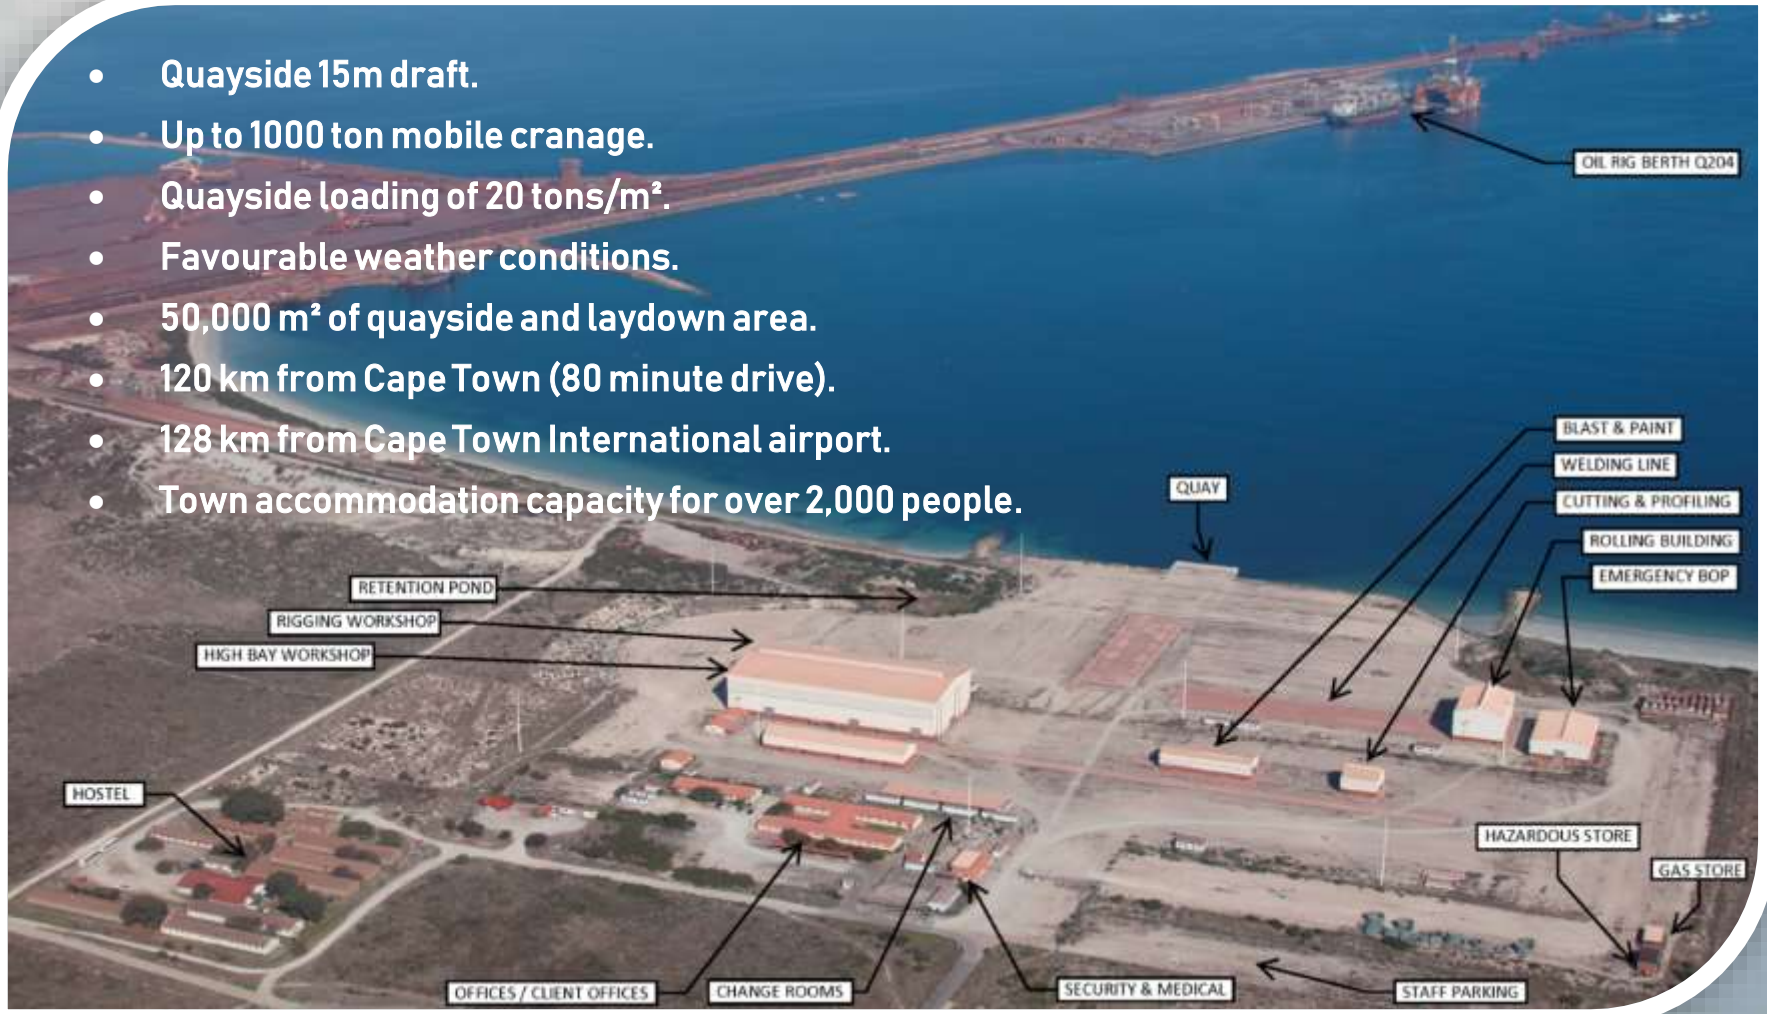 • Quayside 15m draft.
• Up to 1000 ton mobile cranage.
• Quayside loading of 20 tons/m².
• Favourable weather conditions.
• 50,000 m² of quayside and laydown area.
• 120 km from Cape Town (80 minute drive).
• 128 km from Cape Town International airport.
• Town accommodation capacity for over 2,000 people.
OIL RIG BERTH Q204
BLAST & PAINT
WELDING LINE
QUAY
CUTTING & PROFILING
ROLLING BUILDING
EMERGENCY BOP
RETENTION POND
RIGGING WORKSHOP
HIGH BAY WORKSHOP
HOSTEL
HAZARDOUS STORE
GAS STORE
OFFICES / CLIENT OFFICES
CHANGE ROOMS
SECURITY & MEDICAL
STAFF PARKING